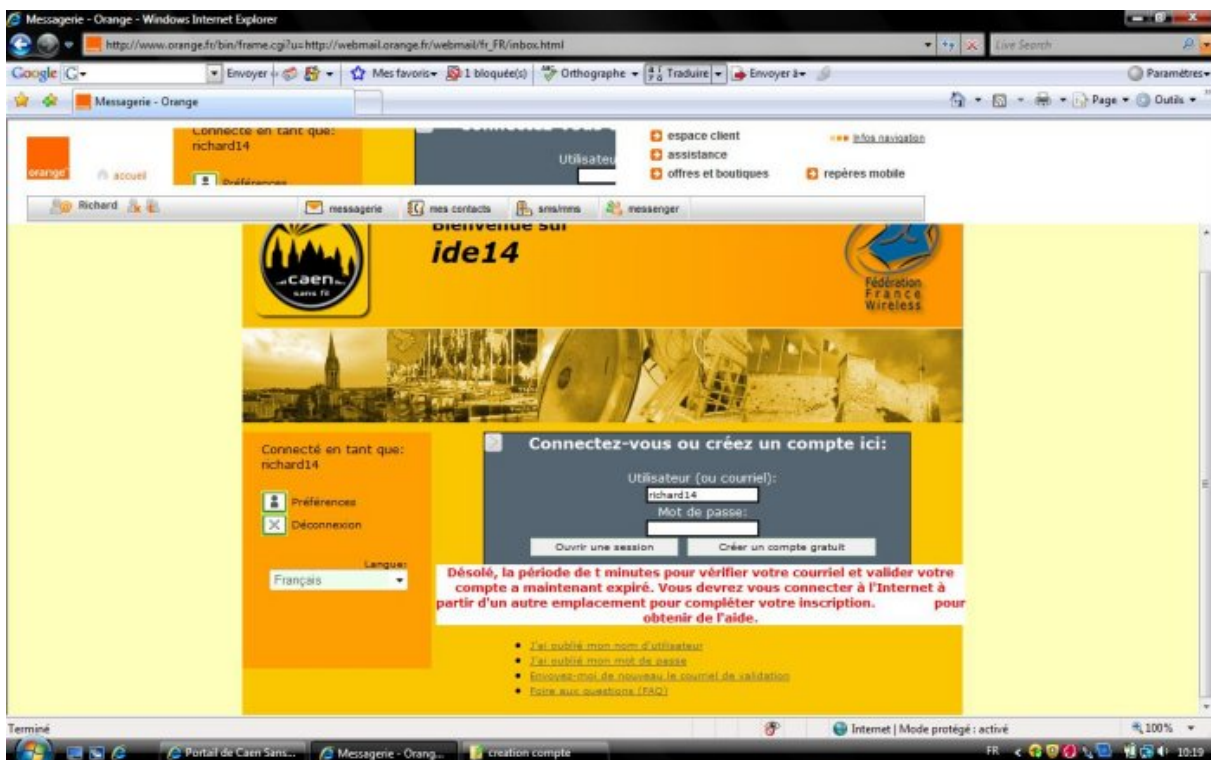 Messagerie - Orange - Windows Internet Explorer
http://www.orange.fr/bin/frame.cgi?u=http://webmail.orange.fr/webmail/fr_FR/inbox.html
Live Search
Google
Envoyer
Mes favoris
1 bloquée(s)
Orthographe
Traduire
Envoyer à
Paramètres
Messagerie - Orange
Page
Outils
Connecté en tant que:
richard14
Préférences
Utilisateu
espace client
assistance
offres et boutiques
infos navigation
repères mobile
orange
accueil
Richard
messagerie
mes contacts
sms/mms
messenger
Bienvenue sur
ide14
caen
sans fil
Fédération
France
Wireless
Connecté en tant que:
richard14
Préférences
Déconnexion
Langue:
Français
Connectez-vous ou créez un compte ici:
Utilisateur (ou courriel):
richard14
Mot de passe:
Ouvrir une session
Créer un compte gratuit
Désolé, la période de t minutes pour vérifier votre courriel et valider votre
compte a maintenant expiré. Vous devrez vous connecter à l'Internet à
partir d'un autre emplacement pour compléter votre inscription. pour
obtenir de l'aide.
J'ai oublié mon nom d'utilisateur
J'ai oublié mon mot de passe
Envoyez-moi de nouveau le courriel de validation
Foire aux questions (FAQ)
Terminé
Internet | Mode protégé : activé
100%
Portail de Caen Sans...
Messagerie - Orang...
creation compte
FR
10:19